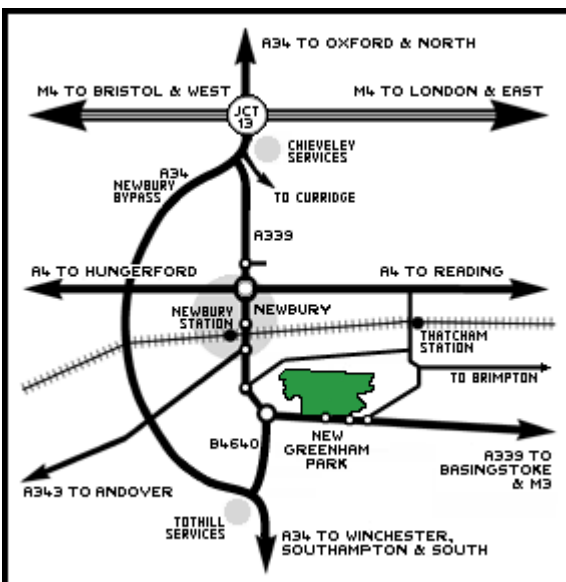 A34 TO OXFORD & NORTH
M4 TO BRISTOL & WEST
M4 TO LONDON & EAST
JCT
13
CHIEVELEY
SERVICES
A34
NEWBURY
BYPASS
TO CURRIDGE
A339
A4 TO HUNGERFORD
A4 TO READING
NEWBURY
STATION
NEWBURY
THATCHAM
STATION
TO BRIMPTON
B4640
NEW
GREENHAM
PARK
A339 TO
BASINGSTOKE
& M3
A343 TO ANDOVER
TOTHILL
SERVICES
A34 TO WINCHESTER,
SOUTHAMPTON & SOUTH